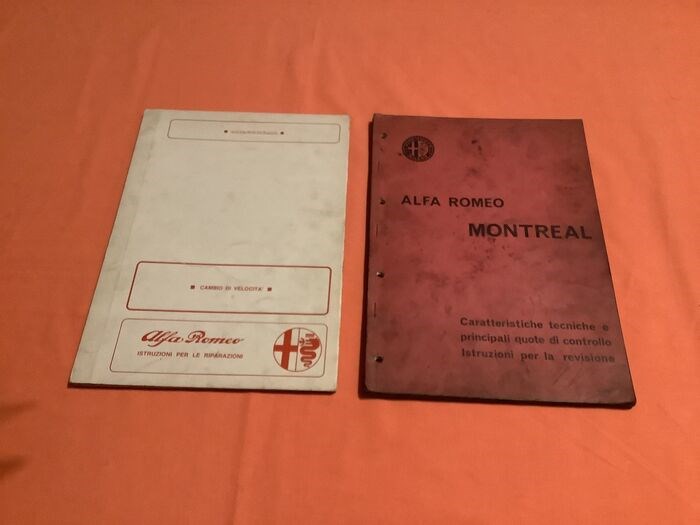 CAMBIO DI VELOCITA'
Alfa Romeo
ISTRUZIONI PER LE RIPARAZIONI
ALFA ROMEO
MONTREAL
Caratteristiche tecniche e
principali quote di controllo
Istruzioni per la revisione